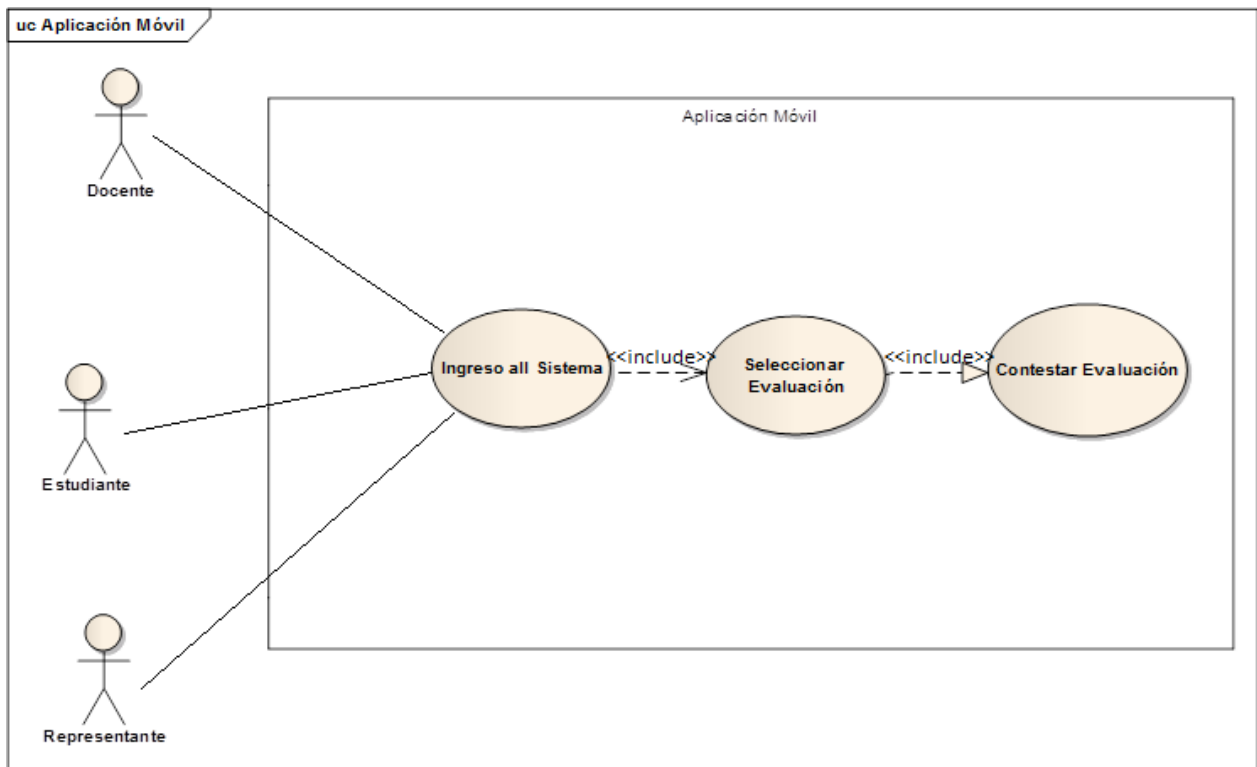 uc Aplicación Móvil
Aplicación Móvil
Docente
Ingreso all Sistema
<<include>>
Seleccionar
Evaluación
<<include>>
Contestar Evaluación
Estudiante
Representante